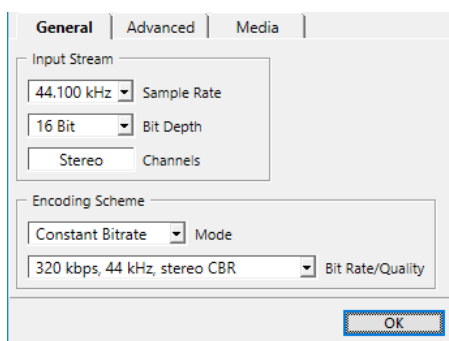 General Advanced Media
Input Stream
44.100 kHz Sample Rate
16 Bit Bit Depth
Stereo Channels
Encoding Scheme
Constant Bitrate Mode
320 kbps, 44 kHz, stereo CBR Bit Rate/Quality
OK